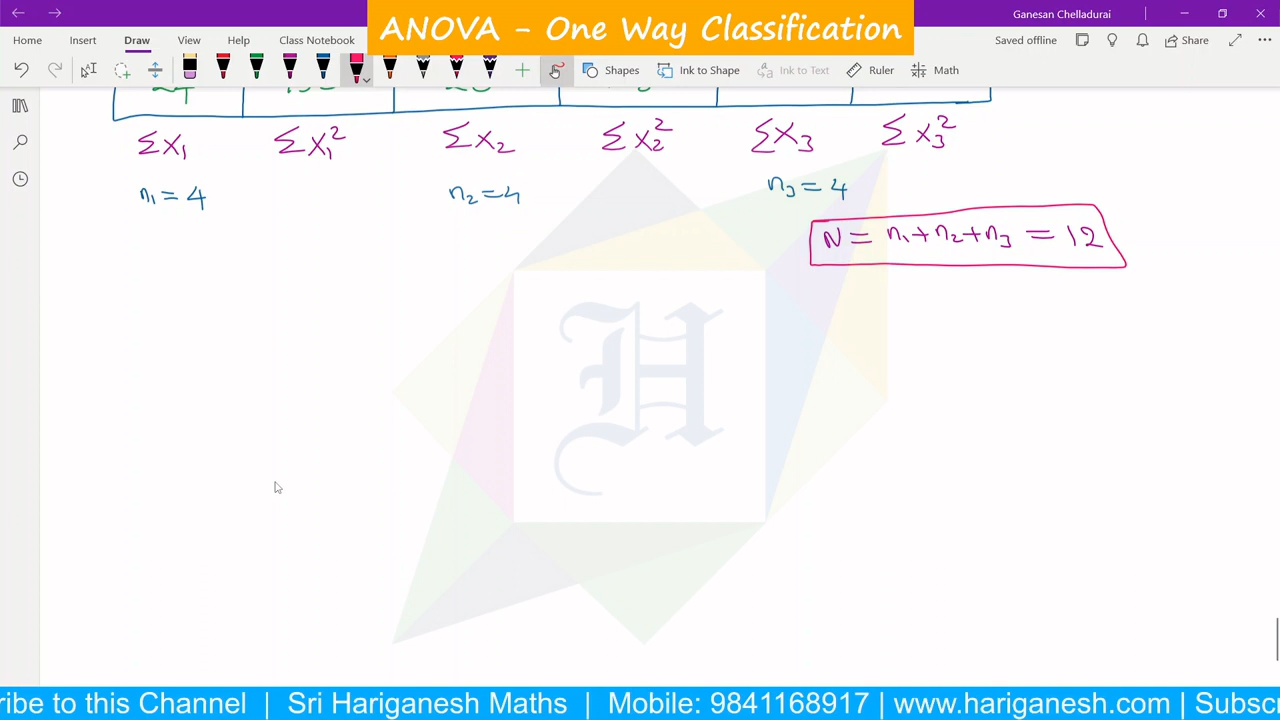 ANOVA - One Way Classification
Ganesan Chelladurai
Home Insert Draw View Help Class Notebook
Saved offline Share
Shapes Ink to Shape Ink to Text Ruler Math
24
ΣX₁ ΣX₁² ΣX₂ ΣX₂² ΣX₃ ΣX₃²
n₁ = 4 n₂ = 4 n₃ = 4
N = n₁+n₂+n₃ = 12
H
ribe to this Channel | Sri Hariganesh Maths | Mobile: 9841168917 | www.hariganesh.com | Subsc